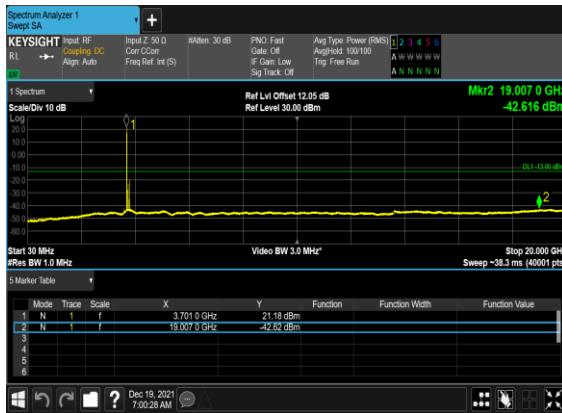 Spectrum Analyzer 1
Swept SA
KEYSIGHT Input: RF Input Z: 50 Ω #Atten: 30 dB PNO: Fast Avg Type: Power (RMS) 1 2 3 4 5 6
RL Coupling: DC Corr CCorr Gate: Off Avg|Hold: 100/100 A W W W W W
Align: Auto Freq Ref: Int (S) IF Gain: Low Trig: Free Run
Sig Track: Off A N N N N N
1 Spectrum Ref Lvl Offset 12.05 dB Mkr2 19.007 0 GHz
Scale/Div 10 dB Ref Level 30.00 dBm -42.616 dBm
Log
20.0
10.0
0.00
-10.0
DL1 -13.00 dBm
-20.0
-30.0
-40.0
-50.0
-60.0
1
2
Start 30 MHz Video BW 3.0 MHz* Stop 20.000 GHz
#Res BW 1.0 MHz Sweep ~38.3 ms (40001 pts)
5 Marker Table
Mode Trace Scale X Y Function Function Width Function Value
1 N 1 f 3.701 0 GHz 21.18 dBm
2 N 1 f 19.007 0 GHz -42.62 dBm
3
4
5
6
Dec 19, 2021
7:00:28 AM